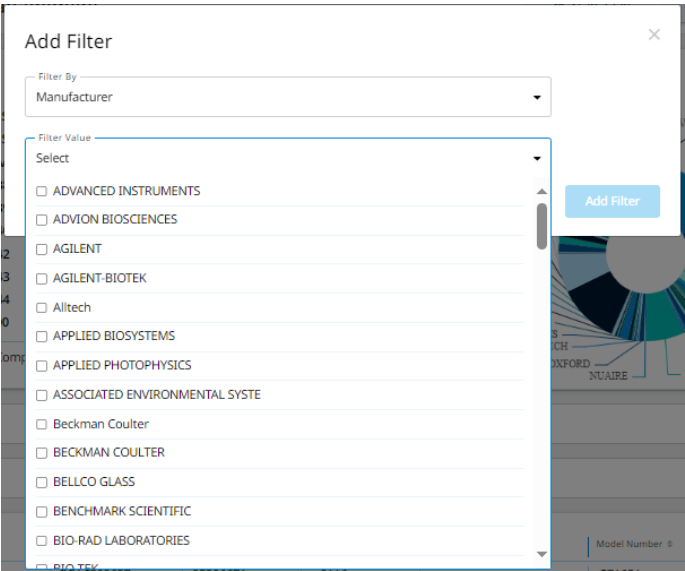 Add Filter
Filter By
Manufacturer
Filter Value
Select
ADVANCED INSTRUMENTS
Add Filter
ADVION BIOSCIENCES
AGILENT
AGILENT-BIOTEK
Alltech
APPLIED BIOSYSTEMS
APPLIED PHOTOPHYSICS
OXFORD
NUAIRE
ASSOCIATED ENVIRONMENTAL SYSTE
Beckman Coulter
BECKMAN COULTER
BELLCO GLASS
BENCHMARK SCIENTIFIC
BIO-RAD LABORATORIES
Model Number
BIO TEK